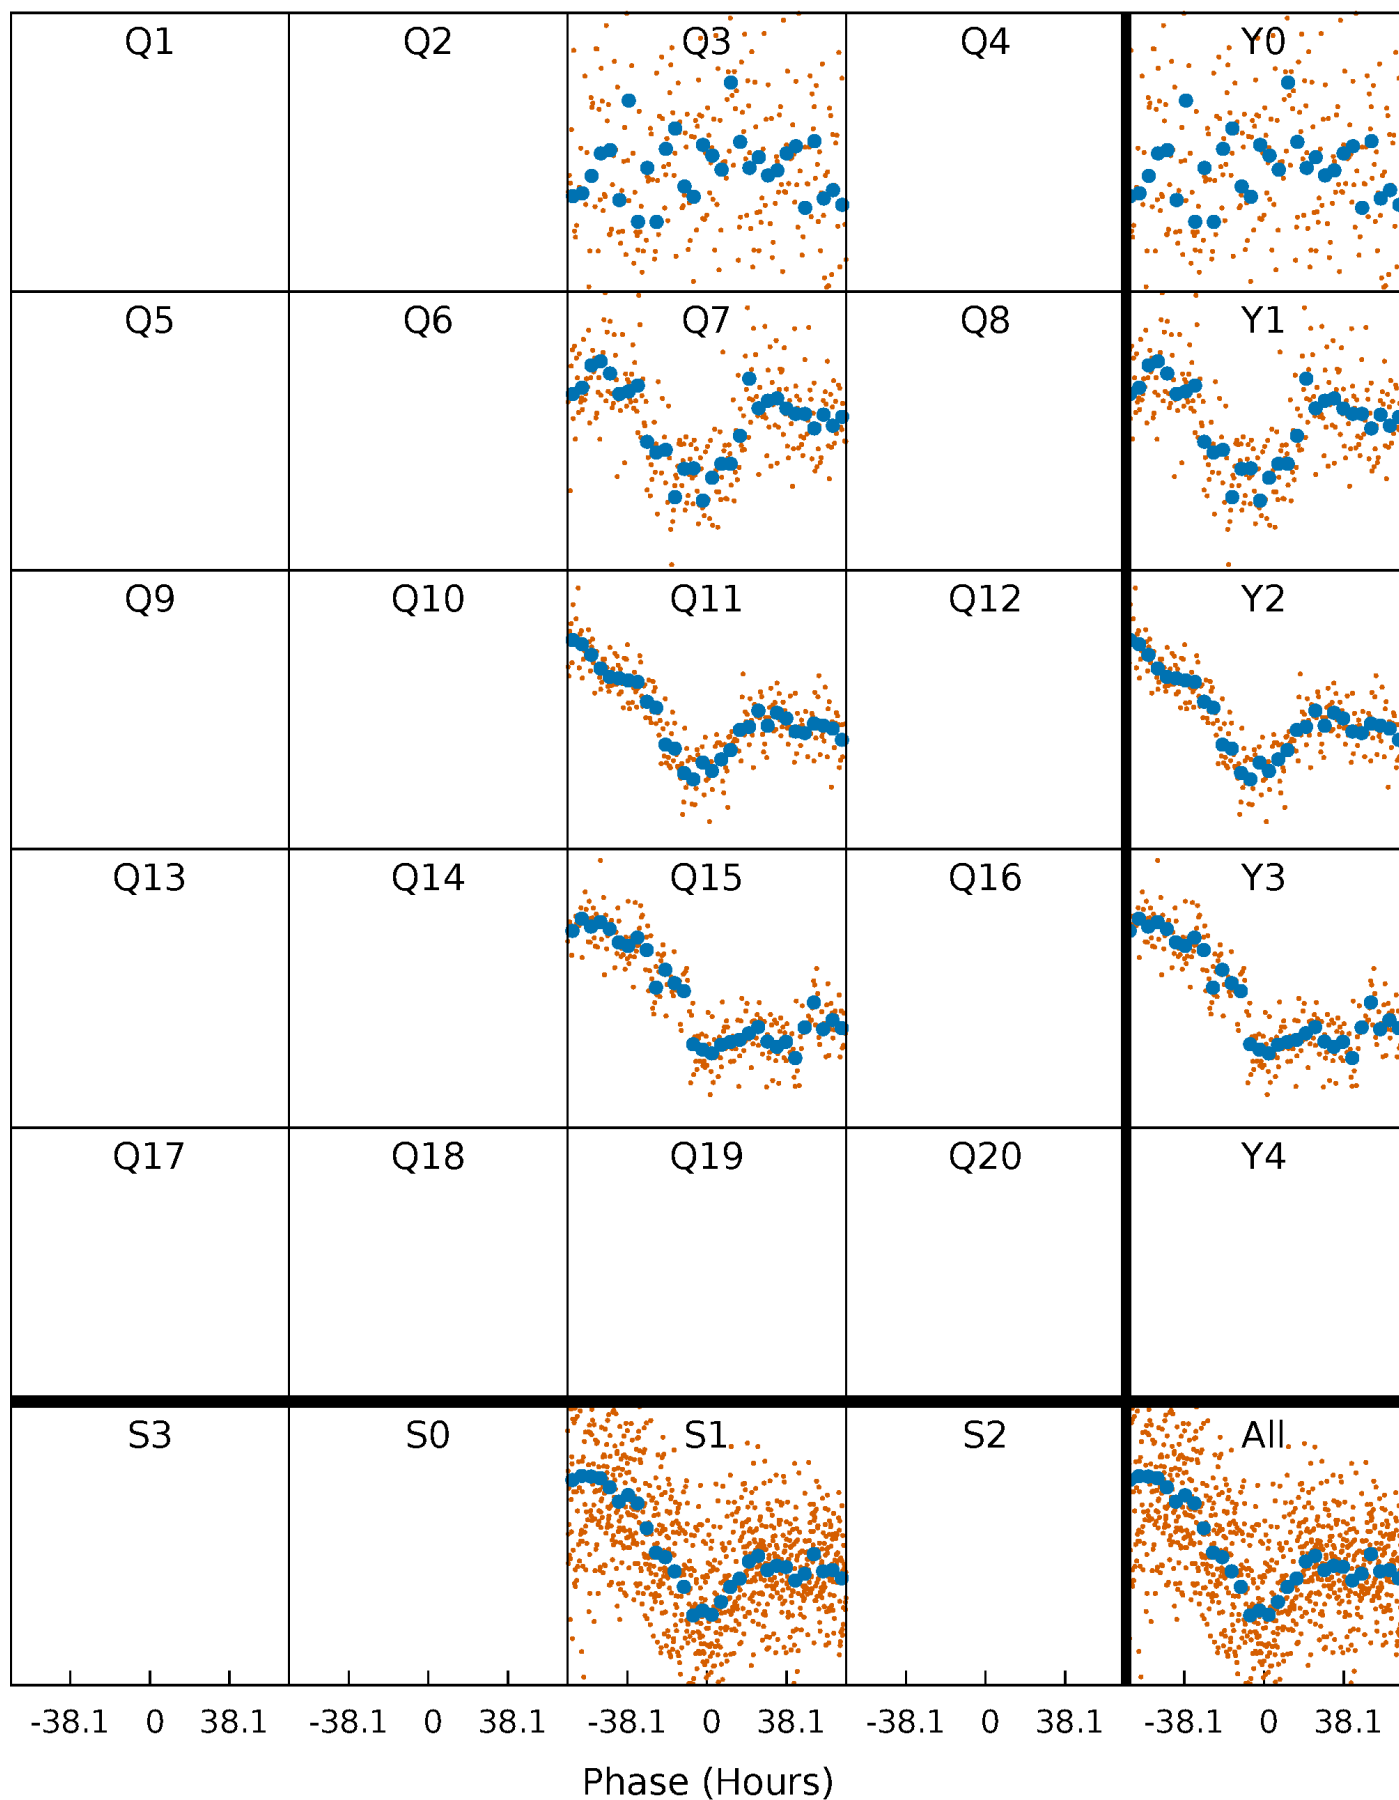 Q1 Q2 Q3 Q4 Y0
Q5 Q6 Q7 Q8 Y1
Q9 Q10 Q11 Q12 Y2
Q13 Q14 Q15 Q16 Y3
Q17 Q18 Q19 Q20 Y4
S3 S0 S1 S2 All
-38.1 0 38.1 -38.1 0 38.1 -38.1 0 38.1 -38.1 0 38.1 -38.1 0 38.1
Phase (Hours)